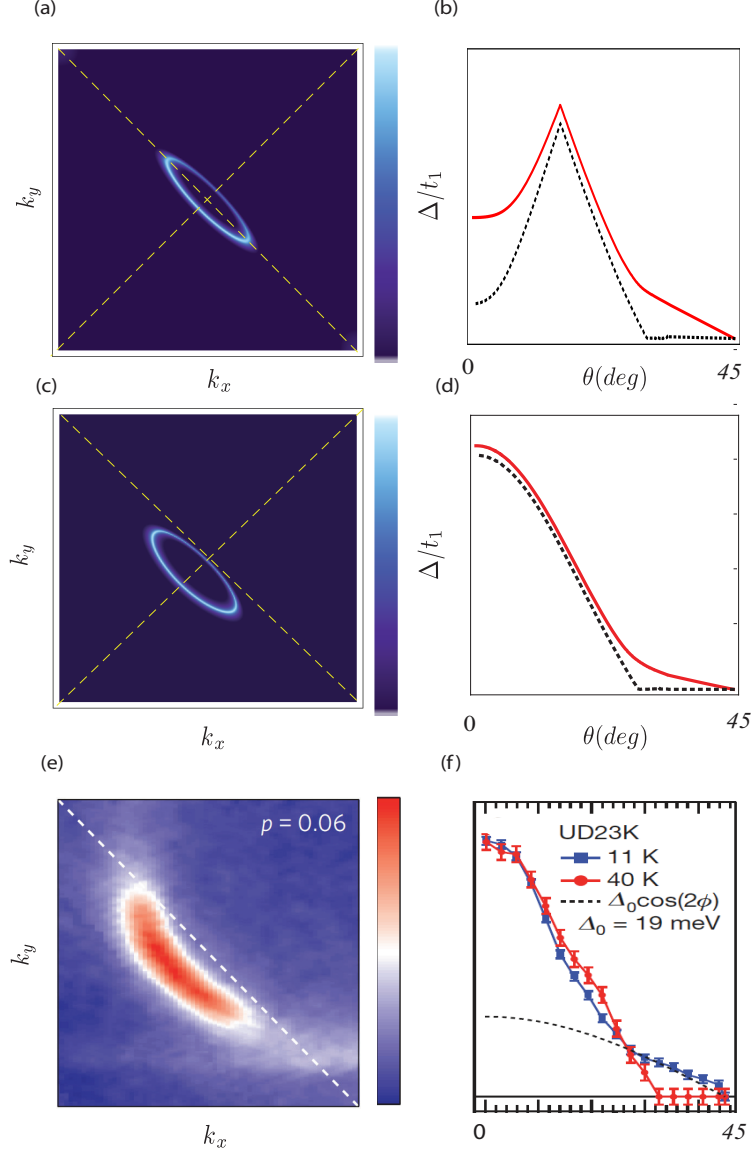 (a)
(b)
k_y
k_x
Δ/t_1
0
θ(deg)
45
(c)
(d)
k_y
k_x
Δ/t_1
0
θ(deg)
45
(e)
(f)
p = 0.06
k_y
k_x
UD23K
11 K
40 K
Δ_0cos(2ϕ)
Δ_0 = 19 meV
0
45